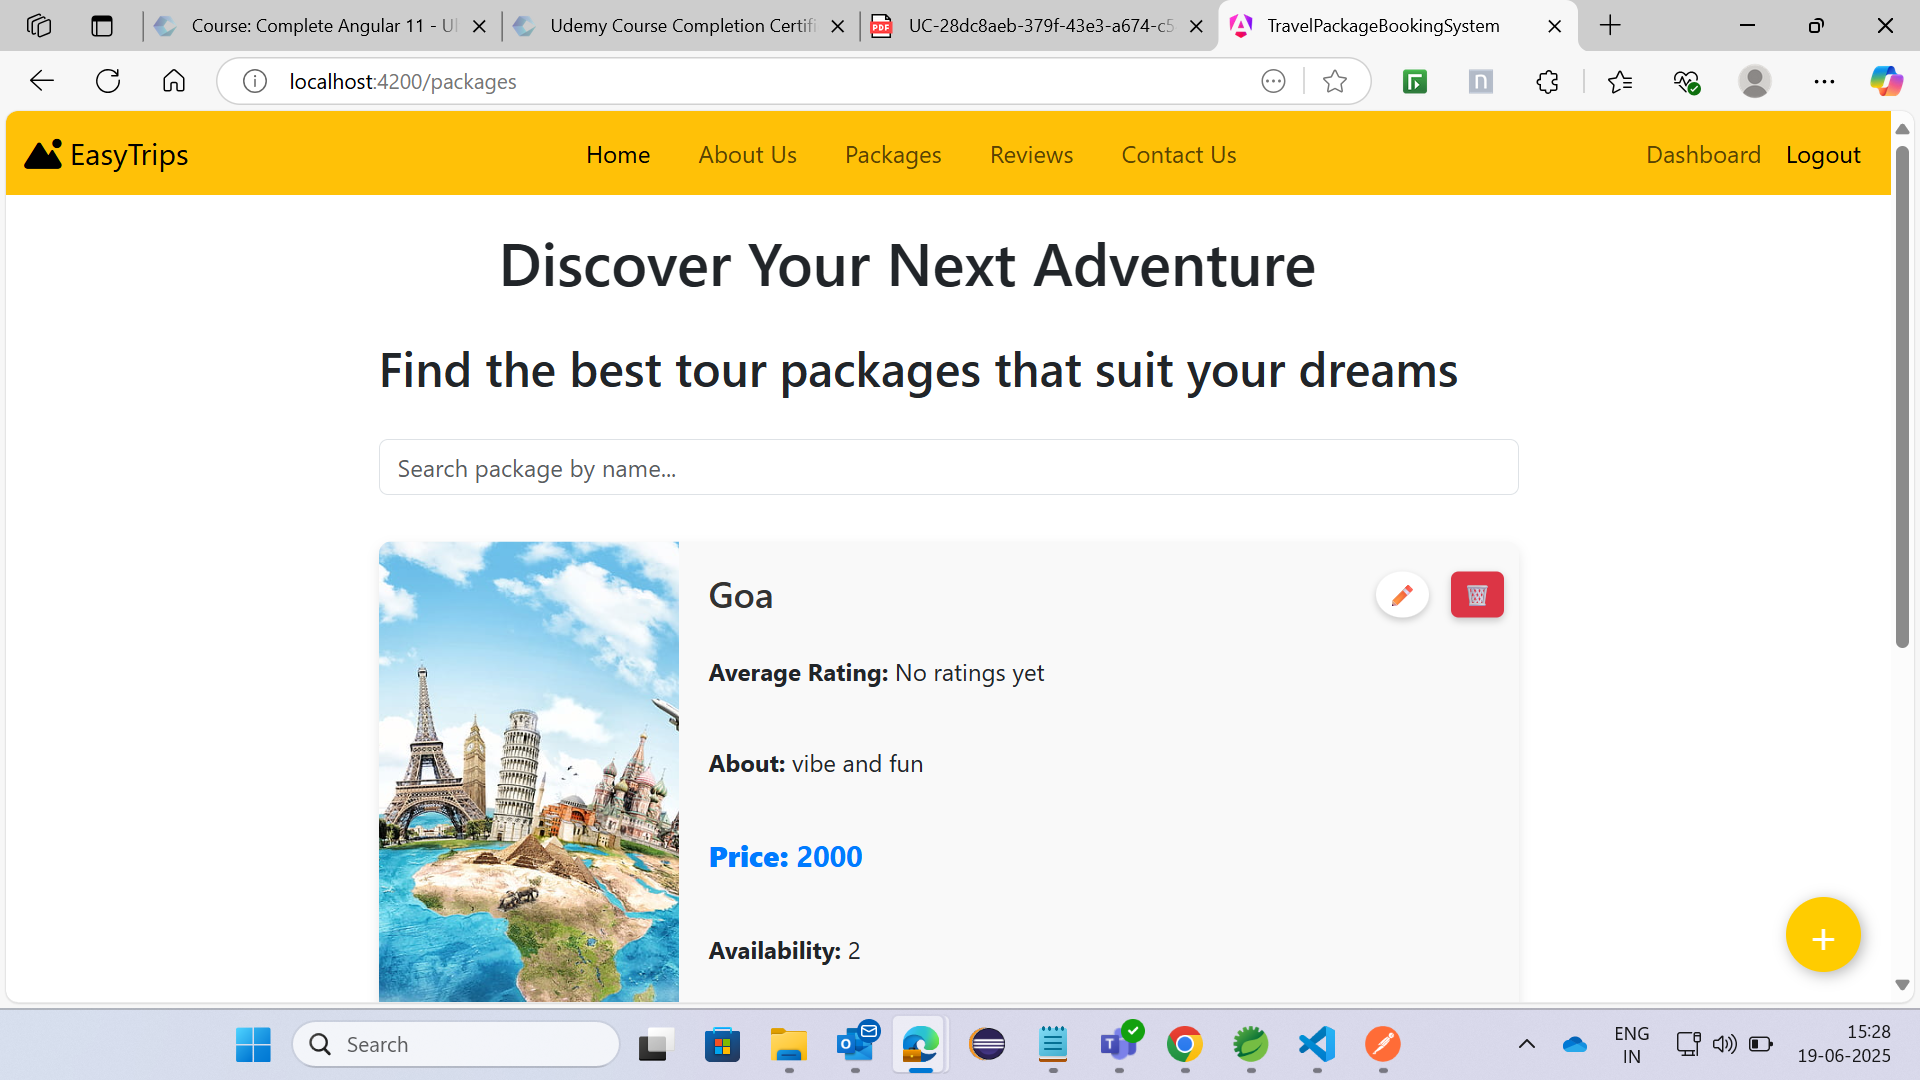 Course: Complete Angular 11 - Ul
Udemy Course Completion Certifi
PDF
UC-28dc8aeb-379f-43e3-a674-c5
TravelPackageBookingSystem
localhost:4200/packages
EasyTrips
Home
About Us
Packages
Reviews
Contact Us
Dashboard
Logout
Discover Your Next Adventure
Find the best tour packages that suit your dreams
Search package by name...
Goa
Average Rating: No ratings yet
About: vibe and fun
Price: 2000
Availability: 2
+
Search
ENG
IN
15:28
19-06-2025